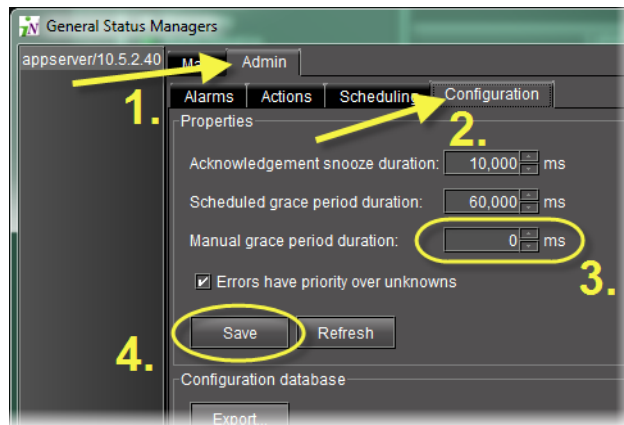 General Status Managers
appserver/10.5.2.40
Admin
1.
Alarms Actions Scheduling Configuration
2.
Properties
Acknowledgement snooze duration: 10,000 ms
Scheduled grace period duration: 60,000 ms
Manual grace period duration: 0 ms
3.
Errors have priority over unknowns
Save Refresh
4.
Configuration database
Export...